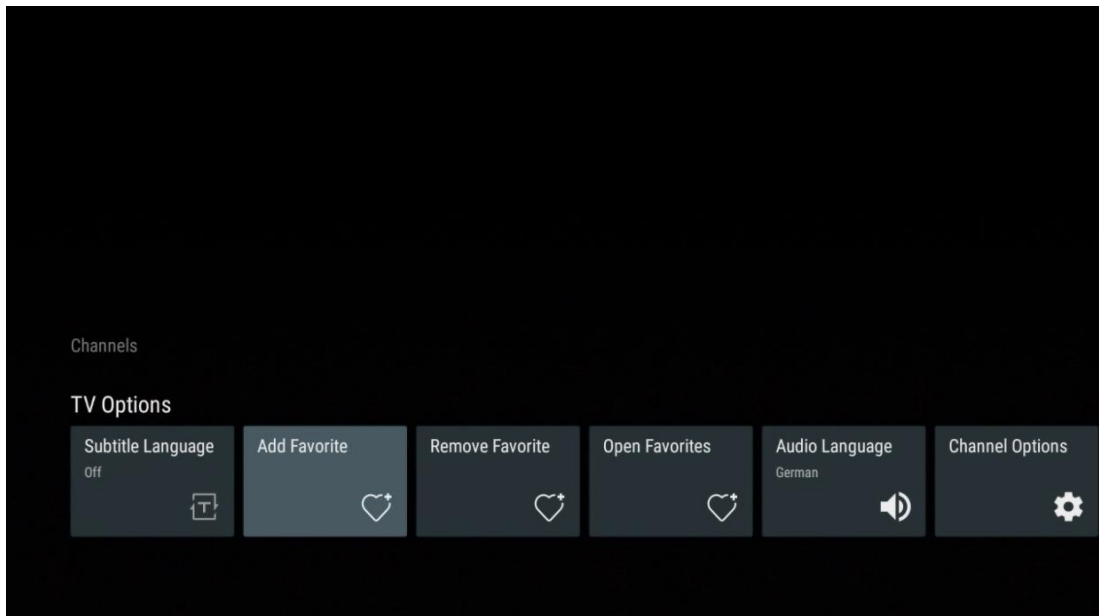 Channels
TV Options
Subtitle Language
Off
Add Favorite
Remove Favorite
Open Favorites
Audio Language
German
Channel Options